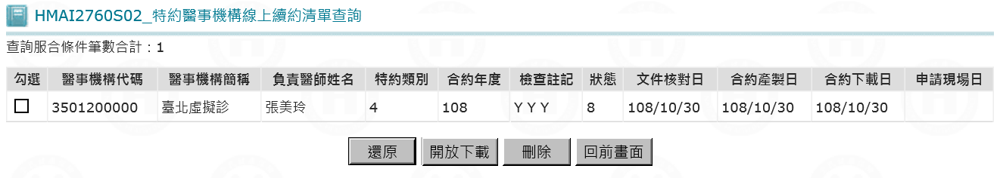 HMAI2760S02_特約醫事機構線上續約清單查詢
查詢服合條件筆數合計：1
勾選 醫事機構代碼 醫事機構簡稱 負責醫師姓名 特約類別 合約年度 檢查註記 狀態 文件核對日 合約產製日 合約下載日 申請現場日
3501200000 臺北虛擬診 張美玲 4 108 Y Y Y 8 108/10/30 108/10/30 108/10/30
還原 開放下載 刪除 回前畫面